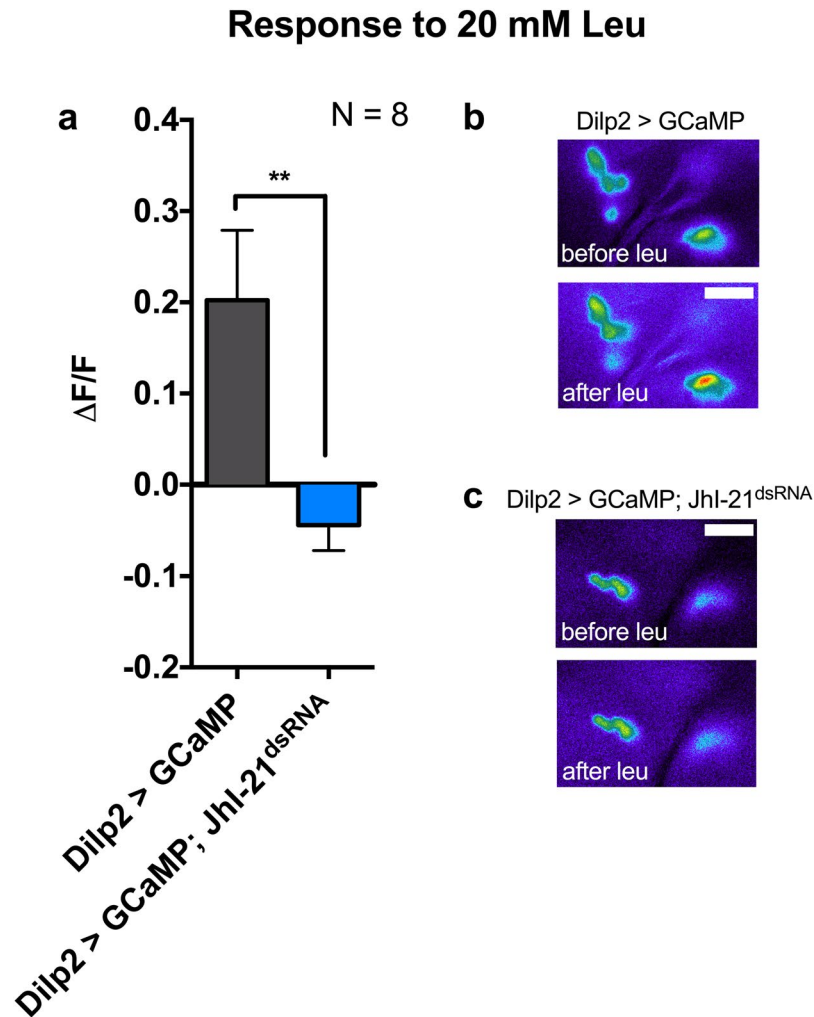 Response to 20 mM Leu
a
N = 8
**
0.4
0.3
0.2
0.1
0.0
-0.1
-0.2
ΔF/F
Dilp2 > GCaMP
Dilp2 > GCaMP; JhI-21dsRNA
b
Dilp2 > GCaMP
before leu
after leu
c
Dilp2 > GCaMP; JhI-21dsRNA
before leu
after leu